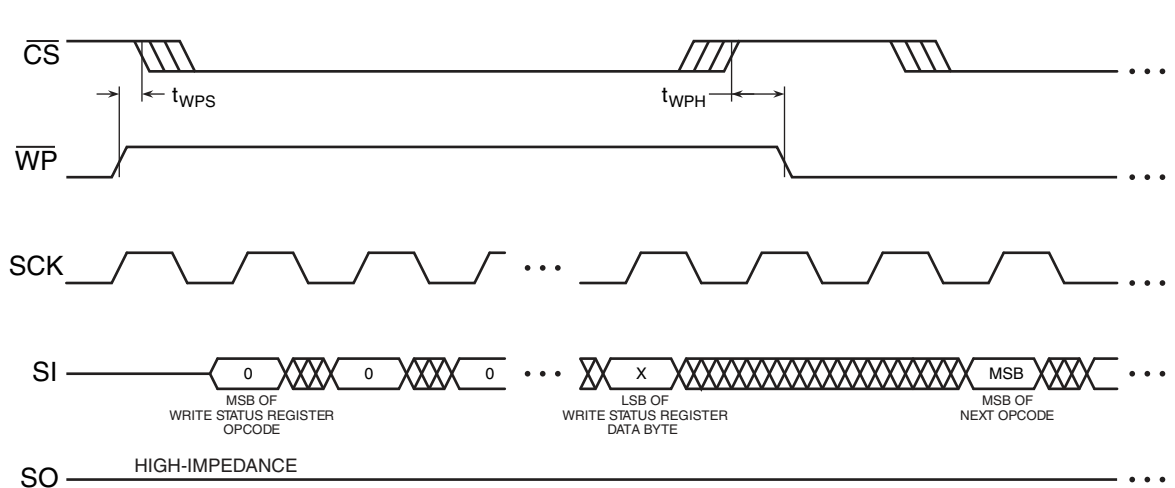 CS
tWPS
tWPH
WP
SCK
SI
0
0
0
X
MSB
MSB OF
WRITE STATUS REGISTER
OPCODE
LSB OF
WRITE STATUS REGISTER
DATA BYTE
MSB OF
NEXT OPCODE
HIGH-IMPEDANCE
SO